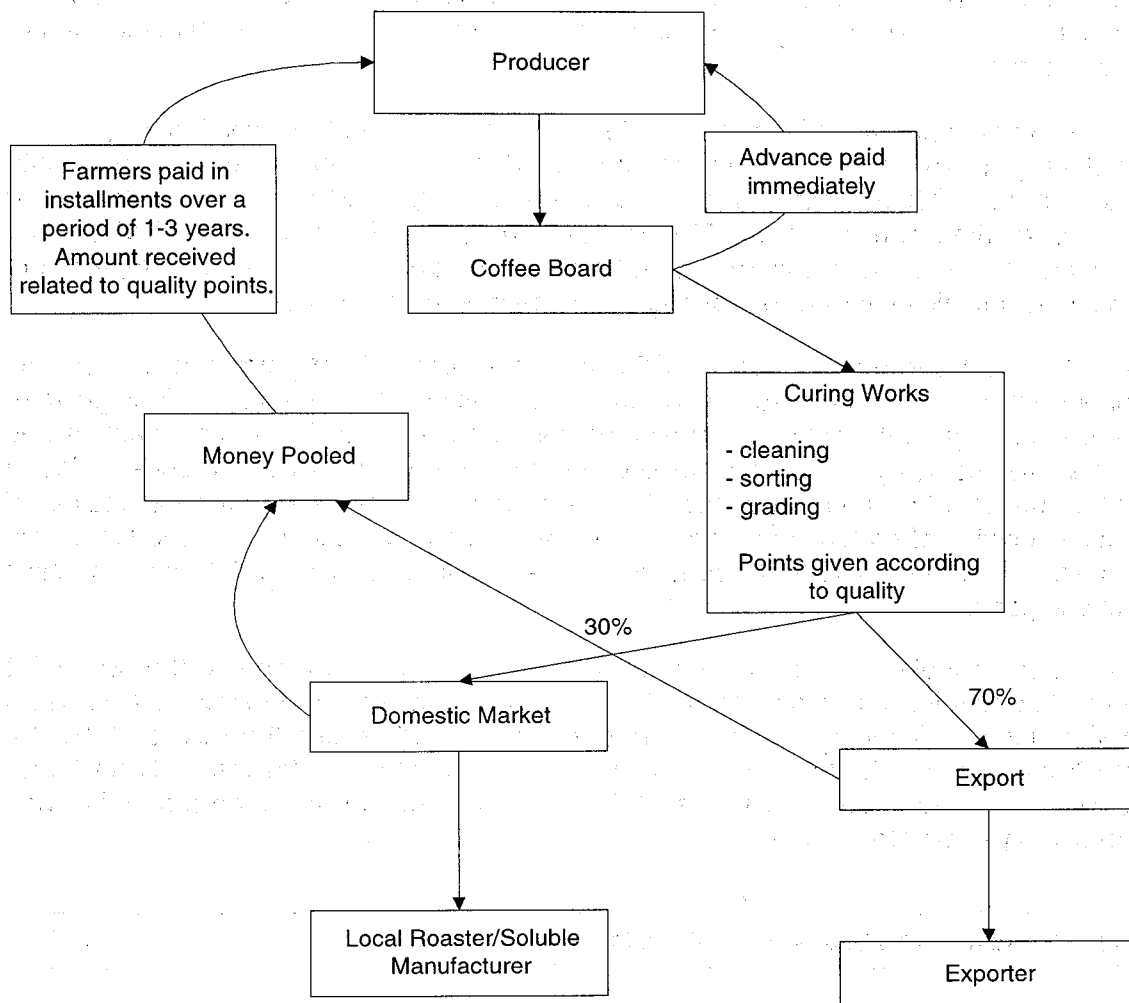 Producer
Farmers paid in
installments over a
period of 1-3 years.
Amount received
related to quality points.
Advance paid
immediately
Coffee Board
Curing Works
- cleaning
- sorting
- grading
Points given according
to quality
Money Pooled
30%
70%
Domestic Market
Export
Local Roaster/Soluble
Manufacturer
Exporter